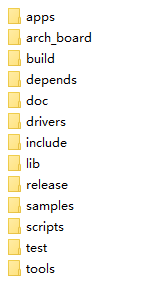 apps
arch_board
build
depends
doc
drivers
include
lib
release
samples
scripts
test
tools